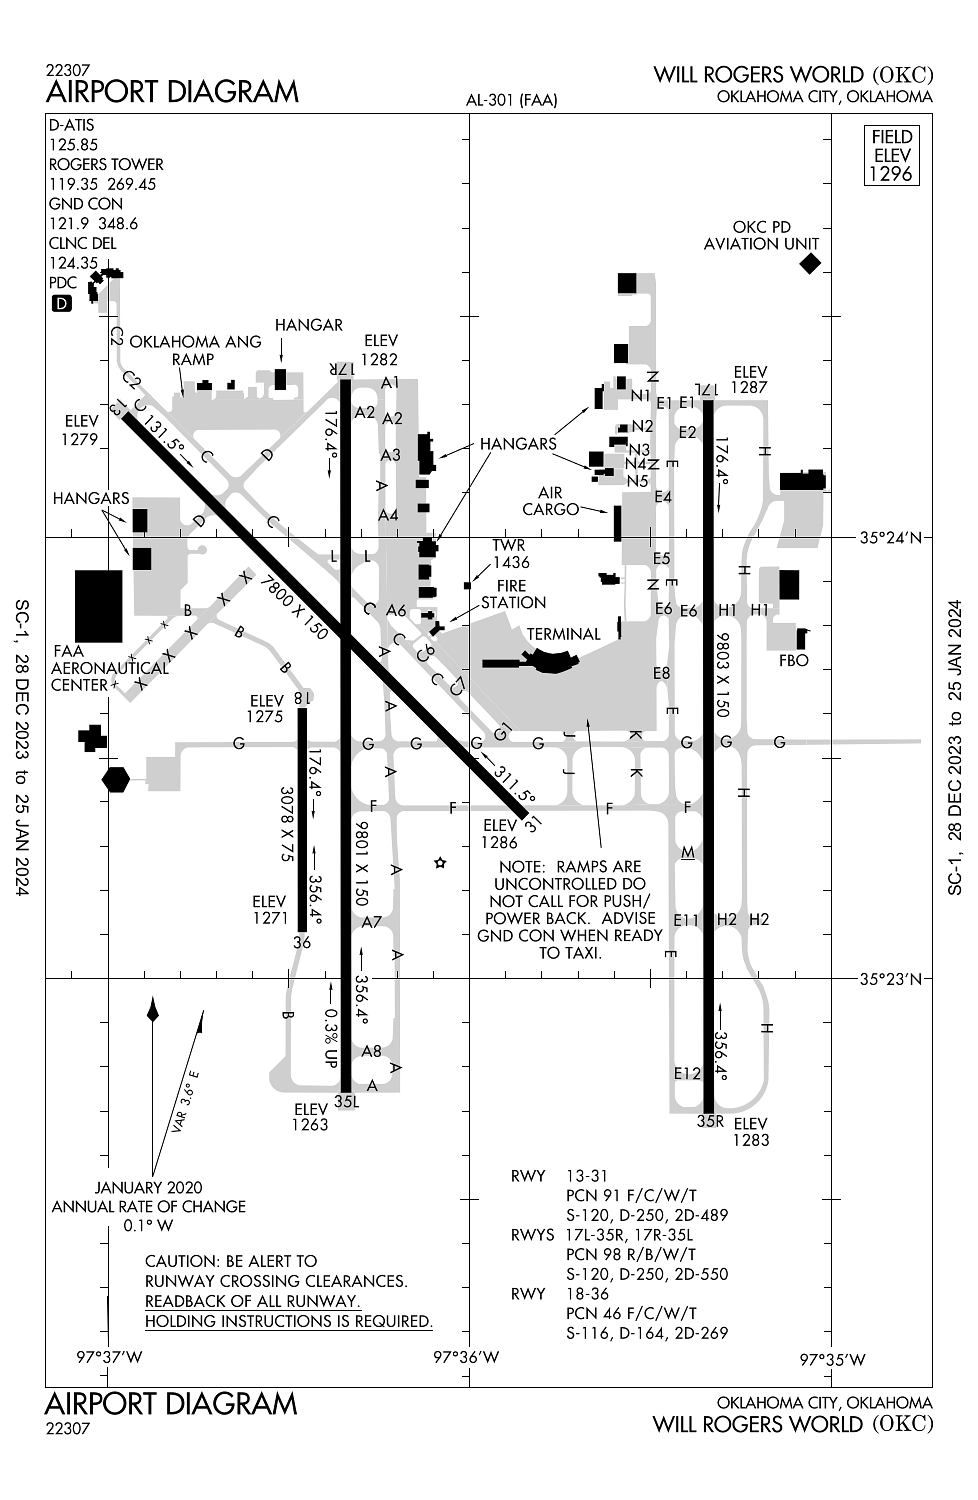 22307
AIRPORT DIAGRAM
AL-301 (FAA)
WILL ROGERS WORLD (OKC)
OKLAHOMA CITY, OKLAHOMA
D-ATIS
125.85
ROGERS TOWER
119.35 269.45
GND CON
121.9 348.6
CLNC DEL
124.35
PDC
D
FIELD
ELEV
1296
OKC PD
AVIATION UNIT
HANGAR
OKLAHOMA ANG
RAMP
ELEV
1282
ELEV
1287
ELEV
1279
C2
C2
C
13
131.5°
C
D
D
C
17R
A1
A2
A2
A3
A
A4
176.4°
L
L
HANGARS
HANGARS
N
N1
N2
N3
N4
N
N5
E1
E1
E2
E
E4
17L
176.4°
H
AIR
CARGO
35°24'N
TWR
1436
FIRE
STATION
TERMINAL
E5
N
E
E6
E6
H1
H1
H
FBO
7800 X 150
C
A6
C
C6
C
C7
A
A
X
X
X
X
X
x
x
x
x
x
B
B
B
FAA
AERONAUTICAL
CENTER
ELEV
1275
18
E8
E
9803 X 150
G
G
G
G
G1
G
J
K
G
G
G
J
K
A
176.4°
3078 X 75
356.4°
311.5°
31
ELEV
1286
F
F
F
F
H
M
9801 X 150
A
A7
A
ELEV
1271
36
NOTE: RAMPS ARE
UNCONTROLLED DO
NOT CALL FOR PUSH/
POWER BACK. ADVISE
GND CON WHEN READY
TO TAXI.
E11
H2
H2
E
35°23'N
B
0.3% UP
356.4°
A8
A
A
35L
ELEV
1263
H
E12
356.4°
35R
ELEV
1283
VAR 3.6° E
JANUARY 2020
ANNUAL RATE OF CHANGE
0.1° W
CAUTION: BE ALERT TO
RUNWAY CROSSING CLEARANCES.
READBACK OF ALL RUNWAY.
HOLDING INSTRUCTIONS IS REQUIRED.
RWY 13-31
PCN 91 F/C/W/T
S-120, D-250, 2D-489
RWYS 17L-35R, 17R-35L
PCN 98 R/B/W/T
S-120, D-250, 2D-550
RWY 18-36
PCN 46 F/C/W/T
S-116, D-164, 2D-269
97°37'W
97°36'W
97°35'W
SC-1, 28 DEC 2023 to 25 JAN 2024
SC-1, 28 DEC 2023 to 25 JAN 2024
AIRPORT DIAGRAM
22307
OKLAHOMA CITY, OKLAHOMA
WILL ROGERS WORLD (OKC)